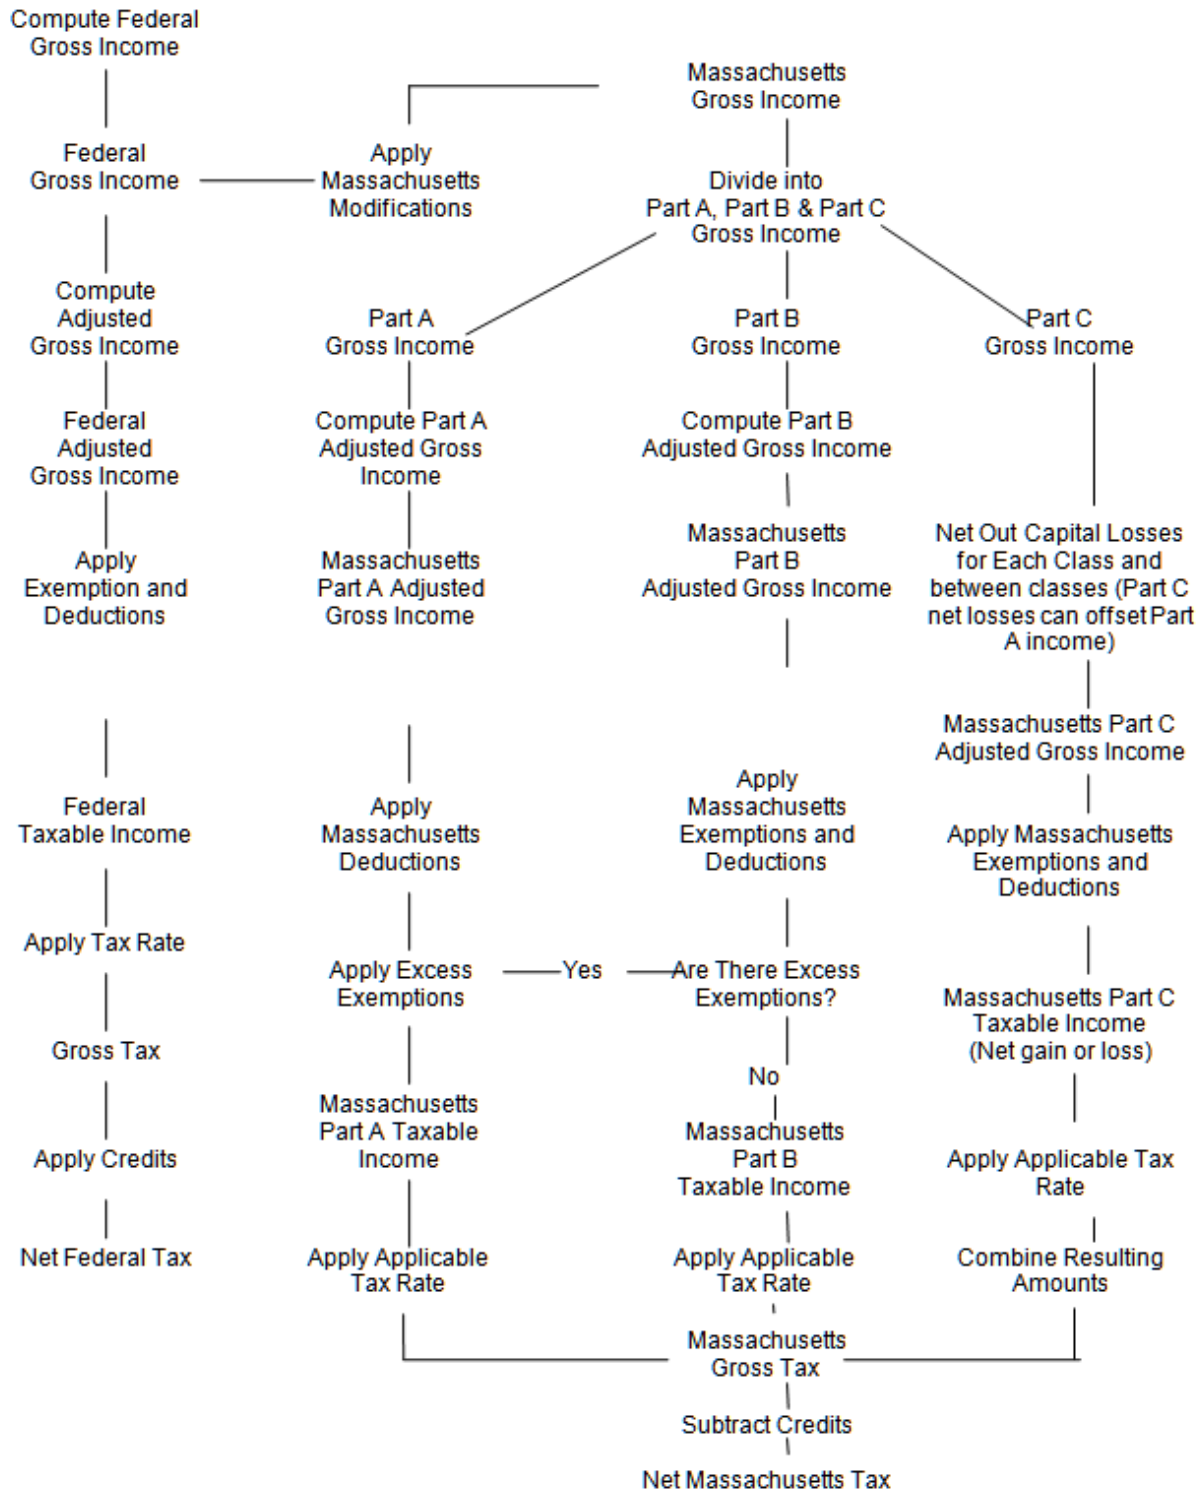 Compute Federal
Gross Income
Federal
Gross Income
Compute
Adjusted
Gross Income
Federal
Adjusted
Gross Income
Apply
Exemption and
Deductions
Federal
Taxable Income
Apply Tax Rate
Gross Tax
Apply Credits
Net Federal Tax
Apply
Massachusetts
Modifications
Massachusetts
Gross Income
Divide into
Part A, Part B & Part C
Gross Income
Part A
Gross Income
Compute Part A
Adjusted Gross
Income
Massachusetts
Part A Adjusted
Gross Income
Apply
Massachusetts
Deductions
Apply Excess
Exemptions
Yes
Massachusetts
Part A Taxable
Income
Apply Applicable
Tax Rate
Part B
Gross Income
Compute Part B
Adjusted Gross Income
Massachusetts
Part B
Adjusted Gross Income
Apply
Massachusetts
Exemptions and
Deductions
Are There Excess
Exemptions?
No
Massachusetts
Part B
Taxable Income
Apply Applicable
Tax Rate
Part C
Gross Income
Net Out Capital Losses
for Each Class and
between classes (Part C
net losses can offset Part
A income)
Massachusetts Part C
Adjusted Gross Income
Apply Massachusetts
Exemptions and
Deductions
Massachusetts Part C
Taxable Income
(Net gain or loss)
Apply Applicable Tax
Rate
Combine Resulting
Amounts
Massachusetts
Gross Tax
Subtract Credits
Net Massachusetts Tax